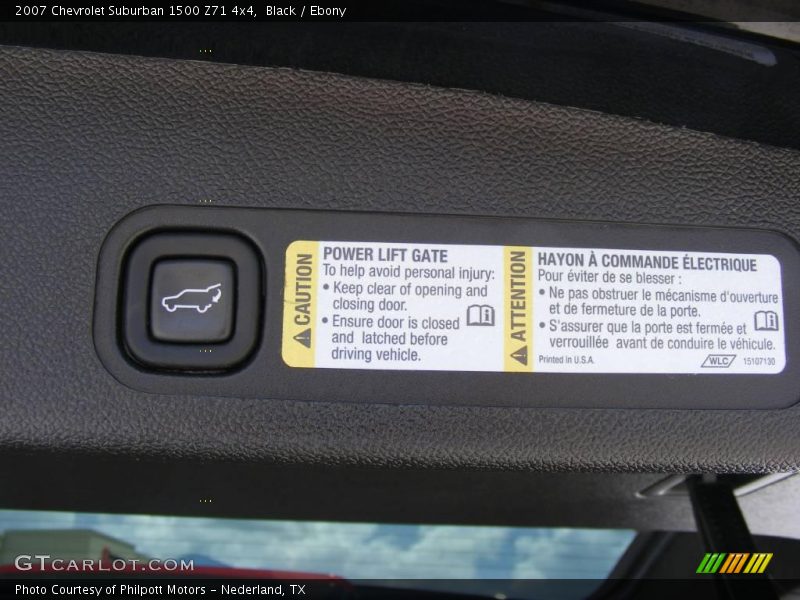 2007 Chevrolet Suburban 1500 Z71 4x4, Black / Ebony
CAUTION
POWER LIFT GATE
To help avoid personal injury:
• Keep clear of opening and
closing door.
• Ensure door is closed
and latched before
driving vehicle.
ATTENTION
HAYON À COMMANDE ÉLECTRIQUE
Pour éviter de se blesser :
• Ne pas obstruer le mécanisme d'ouverture
et de fermeture de la porte.
• S'assurer que la porte est fermée et
verrouillée avant de conduire le véhicule.
Printed in U.S.A.
WLC 15107130
GTCARLOT.COM
Photo Courtesy of Philpott Motors - Nederland, TX